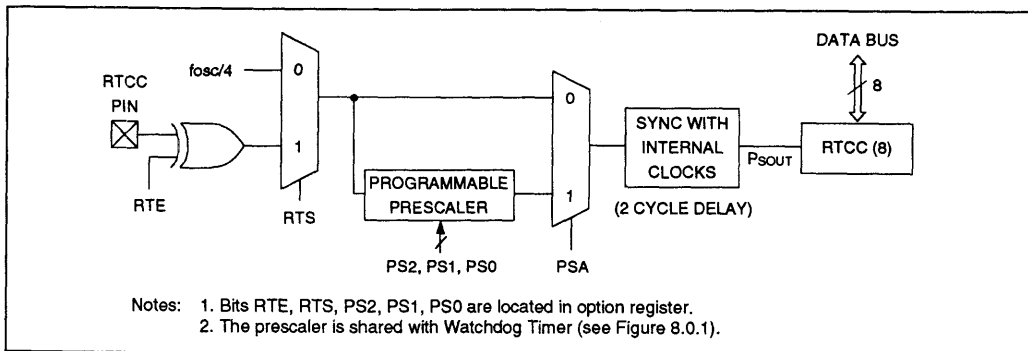 DATA BUS
8
RTCC
PIN
fosc/4
0
1
RTE
RTS
PROGRAMMABLE
PRESCALER
PS2, PS1, PS0
0
1
PSA
SYNC WITH
INTERNAL
CLOCKS
(2 CYCLE DELAY)
PSOUT
RTCC (8)
Notes: 1. Bits RTE, RTS, PS2, PS1, PS0 are located in option register.
2. The prescaler is shared with Watchdog Timer (see Figure 8.0.1).